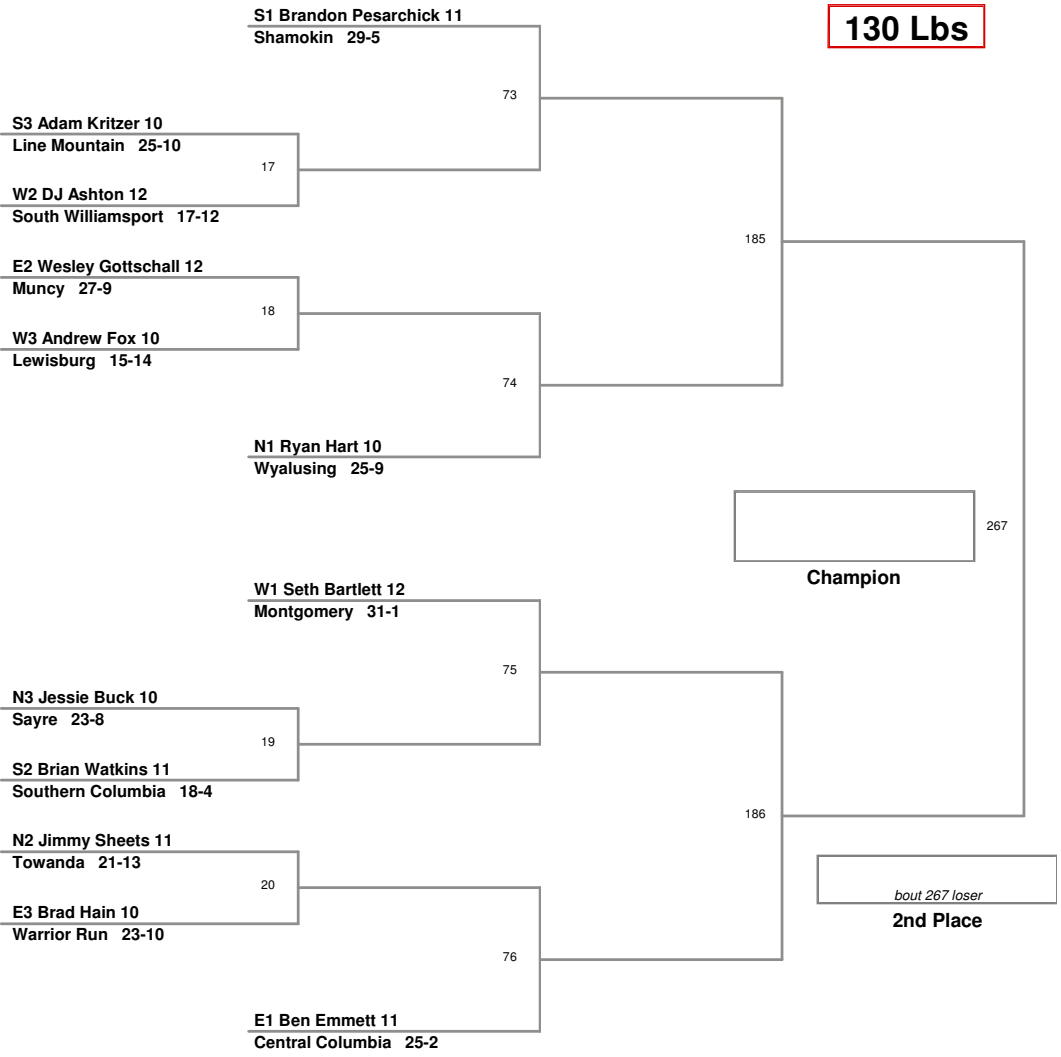 S1 Brandon Pesarchick 11
130 Lbs
Shamokin 29-5
73
S3 Adam Kritzer 10
Line Mountain 25-10
17
W2 DJ Ashton 12
South Williamsport 17-12
185
E2 Wesley Gottschall 12
Muncy 27-9
18
W3 Andrew Fox 10
Lewisburg 15-14
74
N1 Ryan Hart 10
Wyalusing 25-9
267
Champion
W1 Seth Bartlett 12
Montgomery 31-1
75
N3 Jessie Buck 10
Sayre 23-8
19
S2 Brian Watkins 11
Southern Columbia 18-4
186
N2 Jimmy Sheets 11
Towanda 21-13
20
bout 267 loser
2nd Place
E3 Brad Hain 10
Warrior Run 23-10
76
E1 Ben Emmett 11
Central Columbia 25-2